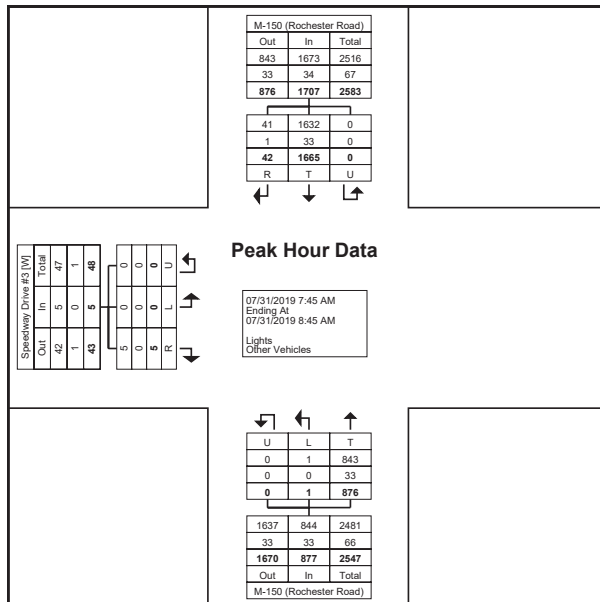 M-150 (Rochester Road)
Out In Total
843 1673 2516
33 34 67
876 1707 2583
41 1632 0
1 33 0
42 1665 0
R T U
Peak Hour Data
Speedway Drive #3 [W]
Out In Total
42 5 47
1 0 1
43 5 48
5 0 0
0 0 0
5 0 0
R L U
07/31/2019 7:45 AM
Ending At
07/31/2019 8:45 AM
Lights
Other Vehicles
U L T
0 1 843
0 0 33
0 1 876
1637 844 2481
33 33 66
1670 877 2547
Out In Total
M-150 (Rochester Road)